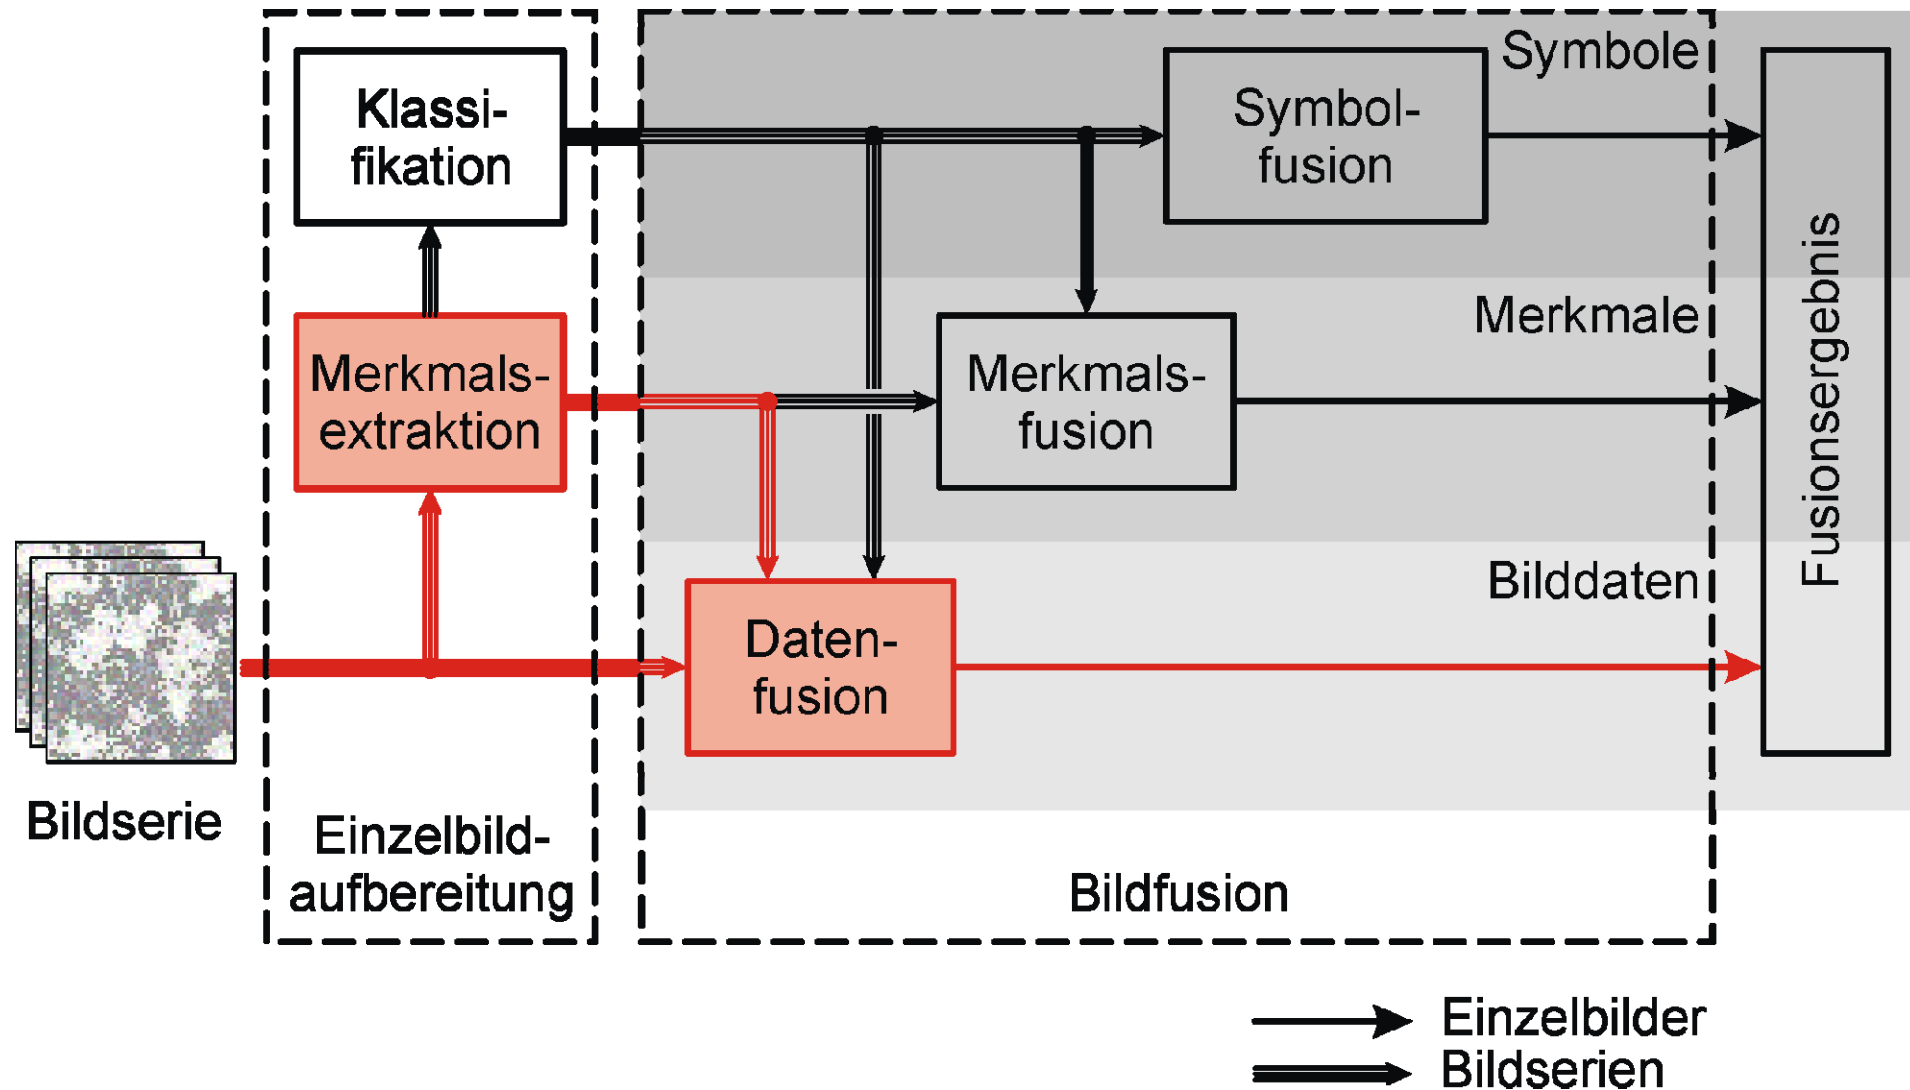 Klassi-
fikation
Symbol-
fusion
Symbole
Merkmals-
extraktion
Merkmals-
fusion
Merkmale
Daten-
fusion
Bilddaten
Fusionsergebnis
Bildserie
Einzelbild-
aufbereitung
Bildfusion
Einzelbilder
Bildserien